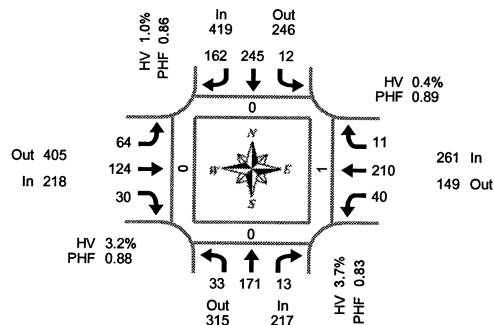 HV 1.0%
PHF 0.86
In
419
Out
246
162 245 12
HV 0.4%
PHF 0.89
0
Out 405
In 218
64
124
30
0
N
W E
S
1
11
210
40
261 In
149 Out
0
HV 3.2%
PHF 0.88
33 171 13
Out
315
In
217
HV 3.7%
PHF 0.83